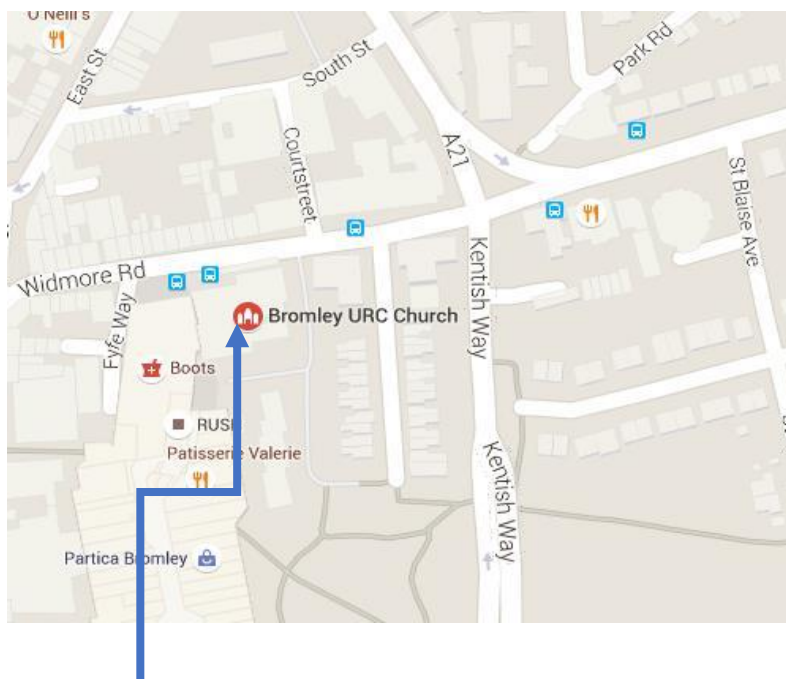 O'Neill's
East St
South St
Park Rd
A21
Courtstreet
St Blaise Ave
Widmore Rd
Kentish Way
Bromley URC Church
Fyfe Way
Boots
RUSH
Patisserie Valerie
Kentish Way
Partica Bromley